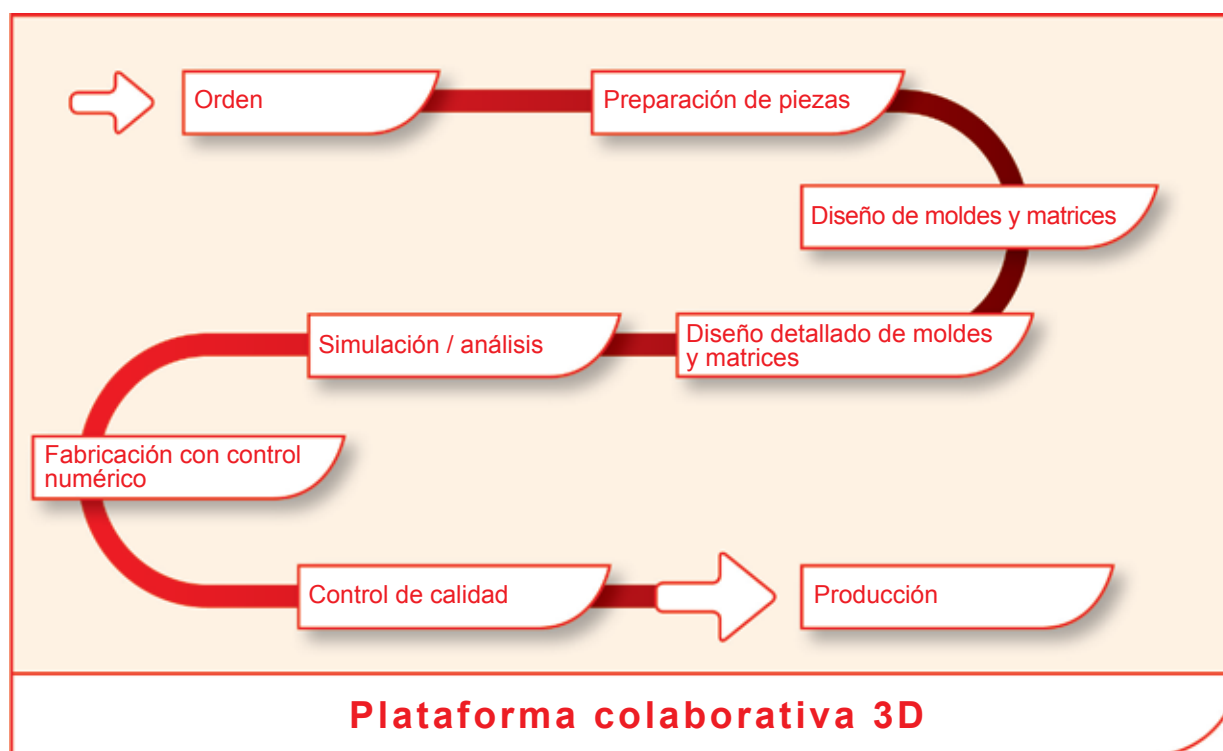 Orden
Preparación de piezas
Diseño de moldes y matrices
Diseño detallado de moldes
y matrices
Simulación / análisis
Fabricación con control
numérico
Control de calidad
Producción
Plataforma colaborativa 3D